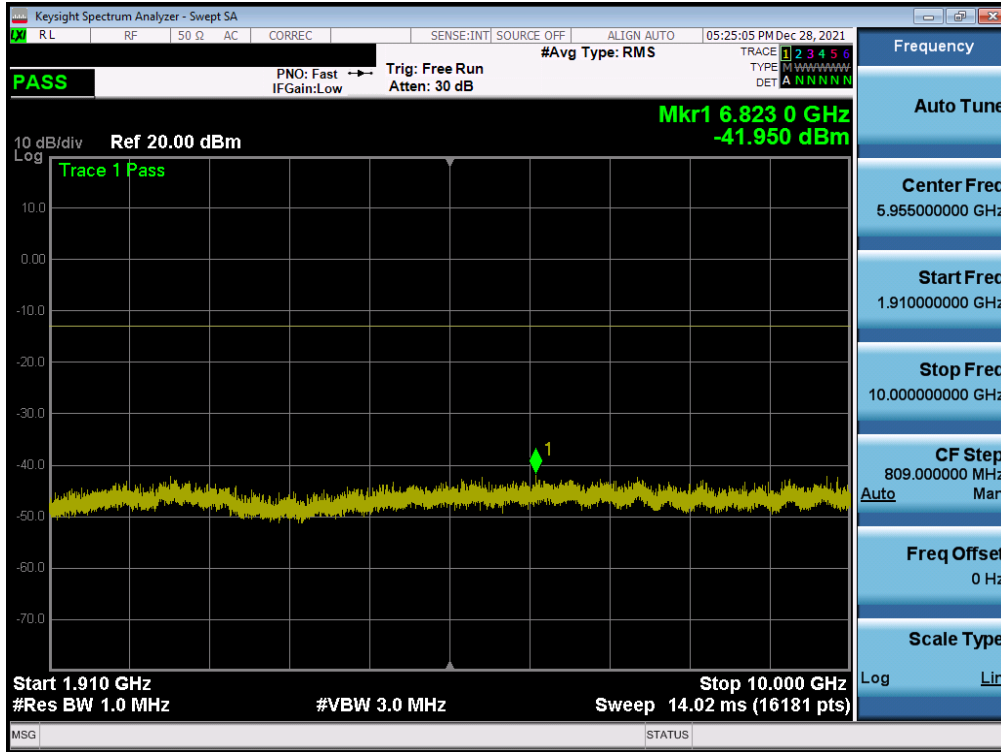 Keysight Spectrum Analyzer - Swept SA
LXI RL RF 50 Ω AC CORREC SENSE:INT SOURCE OFF ALIGN AUTO 05:25:05 PM Dec 28, 2021
Frequency
#Avg Type: RMS TRACE 1 2 3 4 5 6
PASS PNO: Fast Trig: Free Run TYPE M WWWWW
IFGain:Low Atten: 30 dB DET A N N N N N
Auto Tune
Mkr1 6.823 0 GHz
-41.950 dBm
10 dB/div Ref 20.00 dBm
Log
Trace 1 Pass
10.0
0.00
-10.0
-20.0
-30.0
-40.0
-50.0
-60.0
-70.0
1
Center Freq
5.955000000 GHz
Start Freq
1.910000000 GHz
Stop Freq
10.000000000 GHz
CF Step
809.000000 MHz
Auto Man
Freq Offset
0 Hz
Scale Type
Log Lin
Start 1.910 GHz Stop 10.000 GHz
#Res BW 1.0 MHz #VBW 3.0 MHz Sweep 14.02 ms (16181 pts)
MSG STATUS